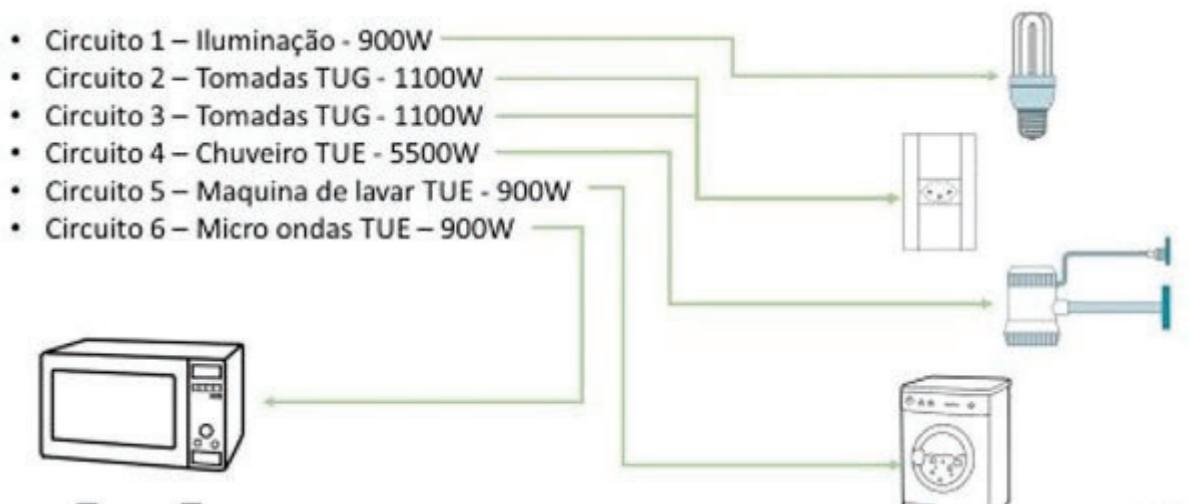 • Circuito 1 – Iluminação - 900W
• Circuito 2 – Tomadas TUG - 1100W
• Circuito 3 – Tomadas TUG - 1100W
• Circuito 4 – Chuveiro TUE - 5500W
• Circuito 5 – Maquina de lavar TUE - 900W
• Circuito 6 – Micro ondas TUE – 900W